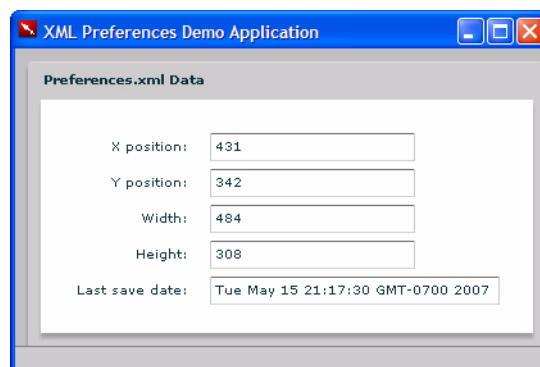 XML Preferences Demo Application
Preferences.xml Data
X position: 431
Y position: 342
Width: 484
Height: 308
Last save date: Tue May 15 21:17:30 GMT-0700 2007